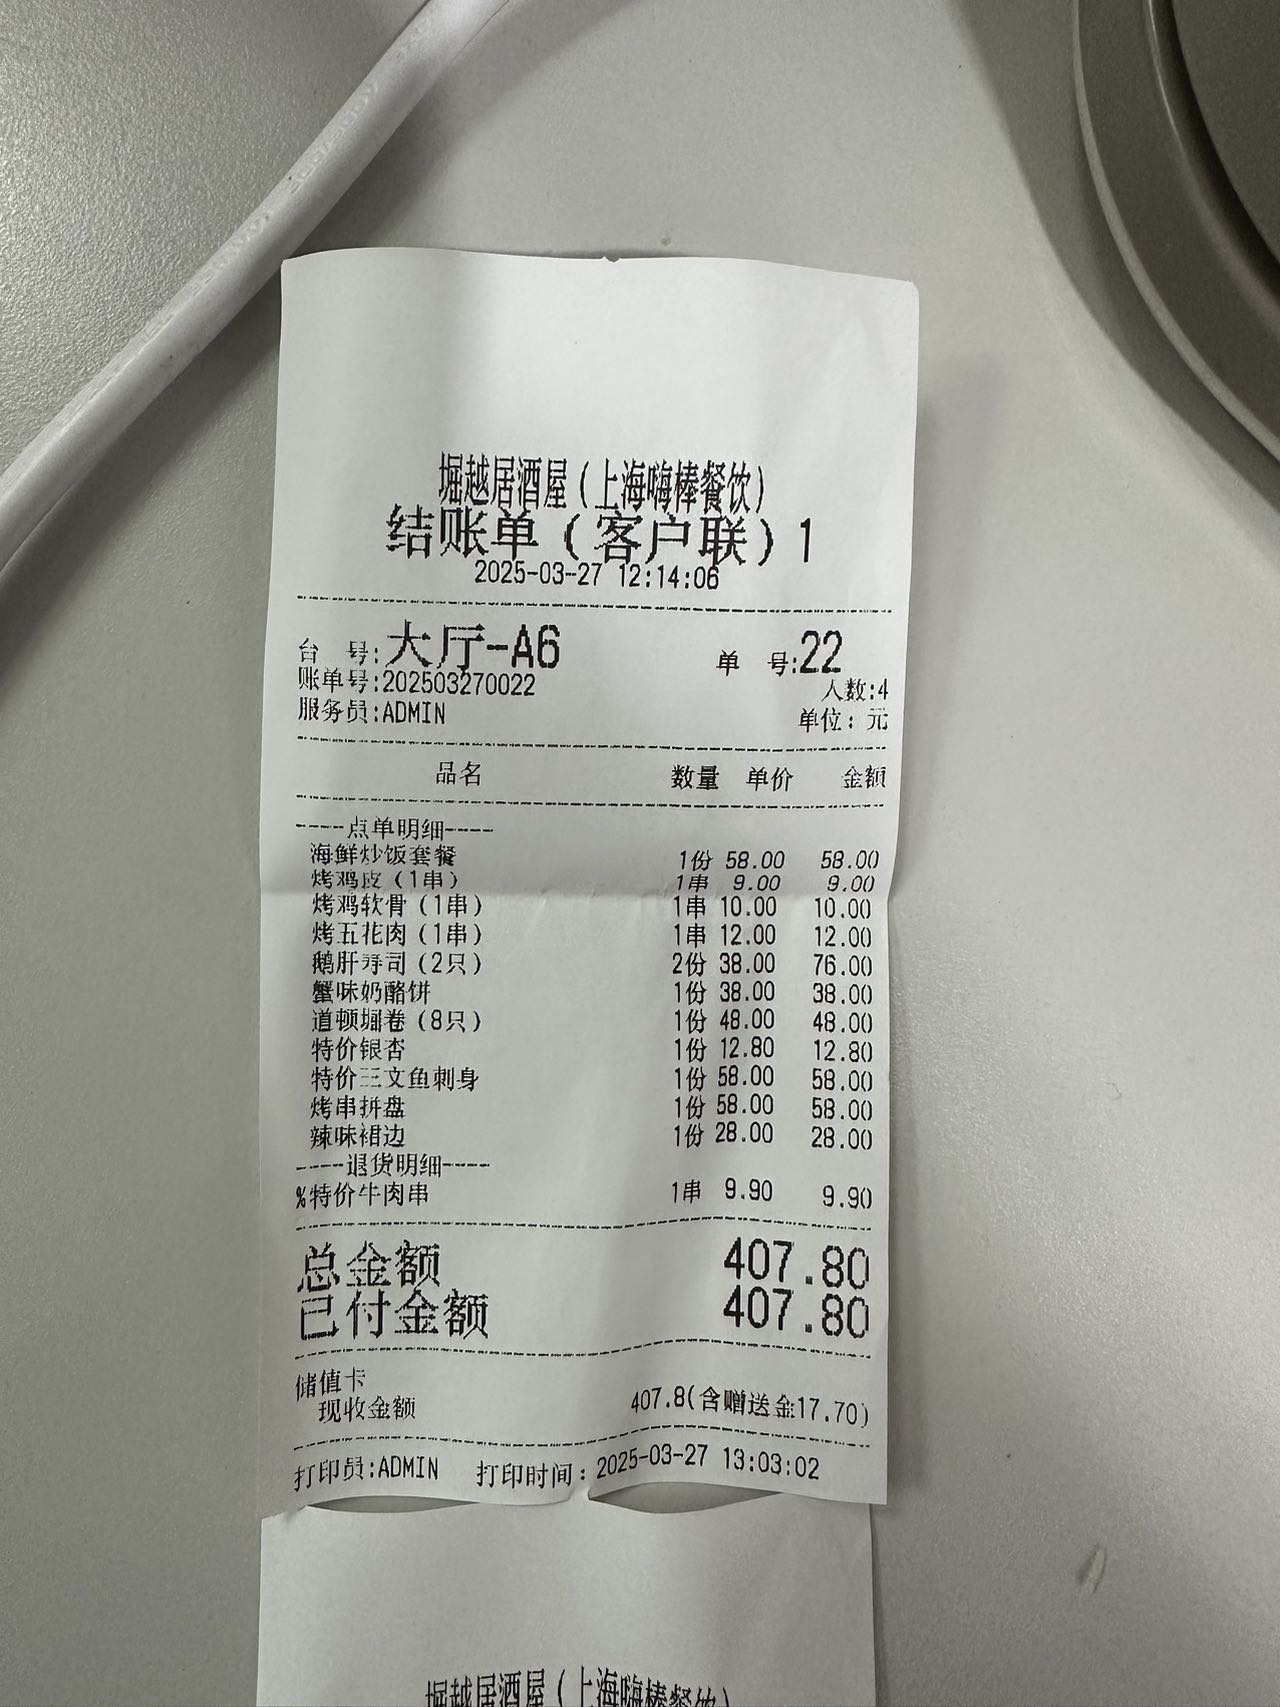 堀越居酒屋(上海嗨棒餐饮)
结账单(客户联)1
2025-03-27 12:14:06
台 号:大厅-A6 单 号:22
账单号:202503270022 人数:4
服务员:ADMIN 单位: 元
品名 数量 单价 金额
----点单明细----
海鲜炒饭套餐 1份 58.00 58.00
烤鸡皮(1串) 1串 9.00 9.00
烤鸡软骨(1串) 1串 10.00 10.00
烤五花肉(1串) 1串 12.00 12.00
鹅肝寿司(2只) 2份 38.00 76.00
蟹味奶酪饼 1份 38.00 38.00
道顿堀卷(8只) 1份 48.00 48.00
特价银杏 1份 12.80 12.80
特价三文鱼刺身 1份 58.00 58.00
烤串拼盘 1份 58.00 58.00
辣味裙边 1份 28.00 28.00
----退货明细----
%特价牛肉串 1串 9.90 9.90
总金额 407.80
已付金额 407.80
储值卡
现收金额 407.8(含赠送金17.70)
打印员:ADMIN 打印时间: 2025-03-27 13:03:02
堀越居酒屋(上海嗨棒餐饮)